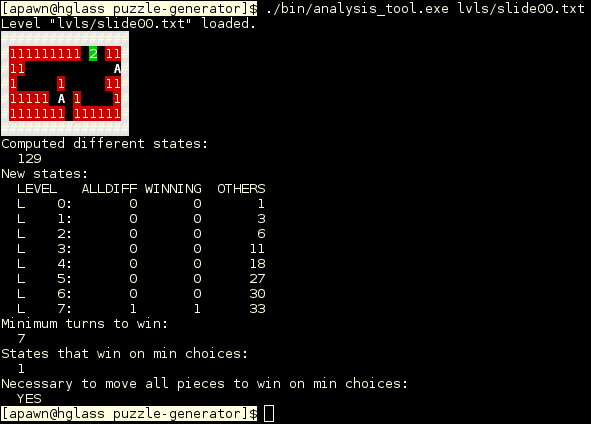 [apawn@hglass puzzle-generator]$ ./bin/analysis_tool.exe lvls/slide00.txt
Level "lvls/slide00.txt" loaded.
################
#111111111 2 11#
#11           A#
#1     1     11#
#11111 A 1    1#
#1111111 111111#
################
Computed different states:
  129
New states:
  LEVEL   ALLDIFF WINNING  OTHERS
  L    0:       0       0       1
  L    1:       0       0       3
  L    2:       0       0       6
  L    3:       0       0      11
  L    4:       0       0      18
  L    5:       0       0      27
  L    6:       0       0      30
  L    7:       1       1      33
Minimum turns to win:
  7
States that win on min choices:
  1
Necessary to move all pieces to win on min choices:
  YES
[apawn@hglass puzzle-generator]$